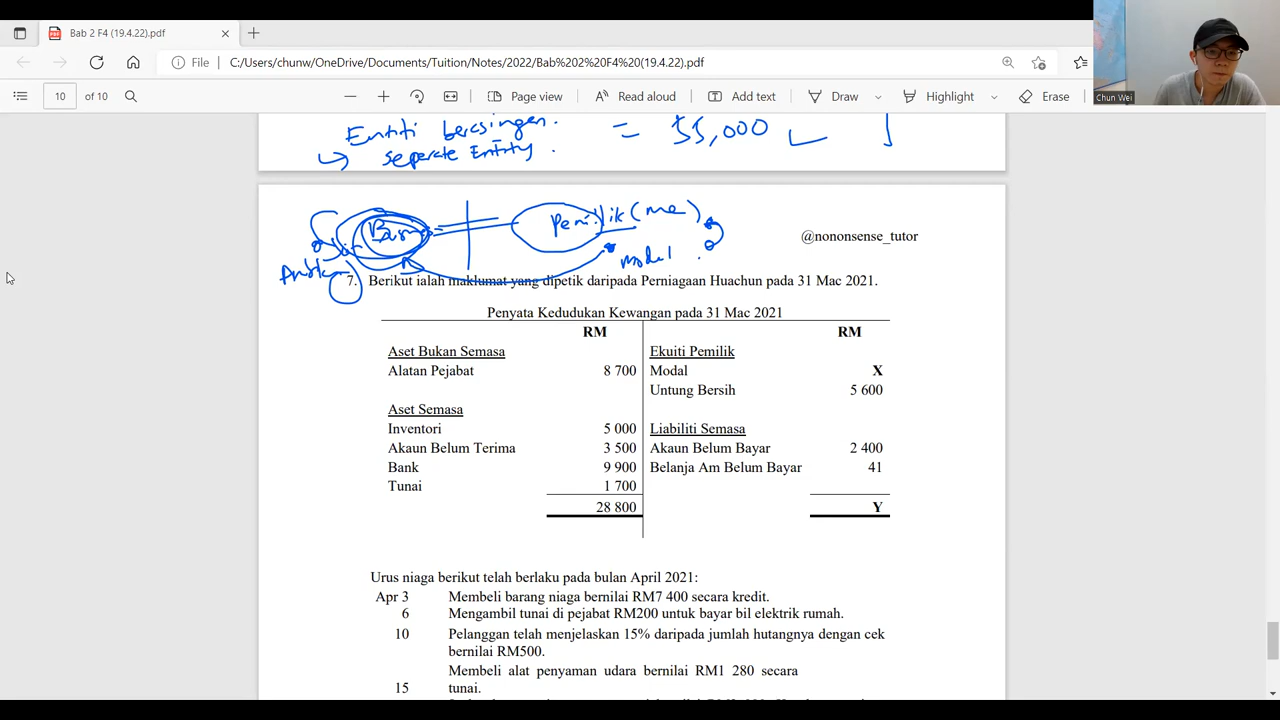 Bab 2 F4 (19.4.22).pdf
File C:/Users/chunw/OneDrive/Documents/Tuition/Notes/2022/Bab%202%20F4%20(19.4.22).pdf
10 of 10 Page view Read aloud Add text Draw Highlight Erase
Chun Wei
Entiti berasingan. = 55,000
separate Entity.
Pemilik (me)
Modal
@nononsense_tutor
7. Berikut ialah maklumat yang dipetik daripada Perniagaan Huachun pada 31 Mac 2021.
Penyata Kedudukan Kewangan pada 31 Mac 2021
RM RM
Aset Bukan Semasa Ekuiti Pemilik
Alatan Pejabat 8 700 Modal X
Untung Bersih 5 600
Aset Semasa
Inventori 5 000 Liabiliti Semasa
Akaun Belum Terima 3 500 Akaun Belum Bayar 2 400
Bank 9 900 Belanja Am Belum Bayar 41
Tunai 1 700
28 800 Y
Urus niaga berikut telah berlaku pada bulan April 2021:
Apr 3 Membeli barang niaga bernilai RM7 400 secara kredit.
6 Mengambil tunai di pejabat RM200 untuk bayar bil elektrik rumah.
10 Pelanggan telah menjelaskan 15% daripada jumlah hutangnya dengan cek
bernilai RM500.
Membeli alat penyaman udara bernilai RM1 280 secara
15 tunai.